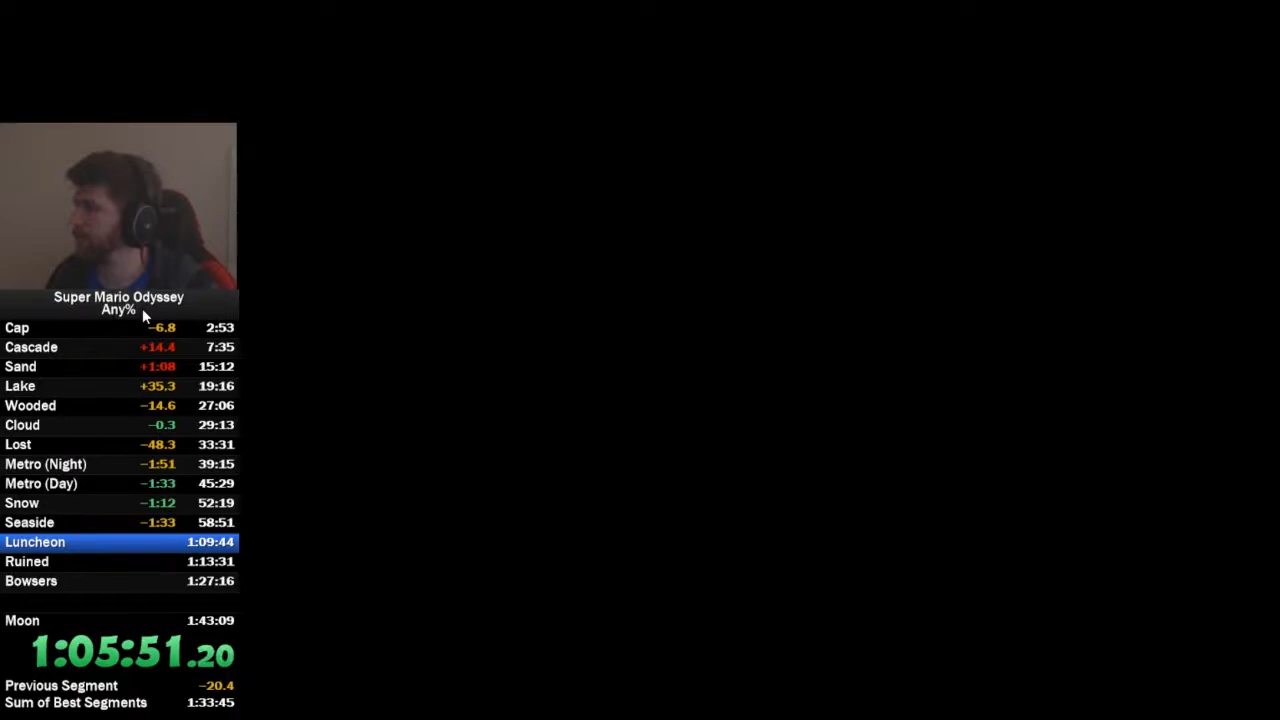 Super Mario Odyssey
Any%
Cap −6.8 2:53
Cascade +14.4 7:35
Sand +1:08 15:12
Lake +35.3 19:16
Wooded −14.6 27:06
Cloud −0.3 29:13
Lost −48.3 33:31
Metro (Night) −1:51 39:15
Metro (Day) −1:33 45:29
Snow −1:12 52:19
Seaside −1:33 58:51
Luncheon 1:09:44
Ruined 1:13:31
Bowsers 1:27:16
Moon 1:43:09
1:05:51.20
Previous Segment −20.4
Sum of Best Segments 1:33:45